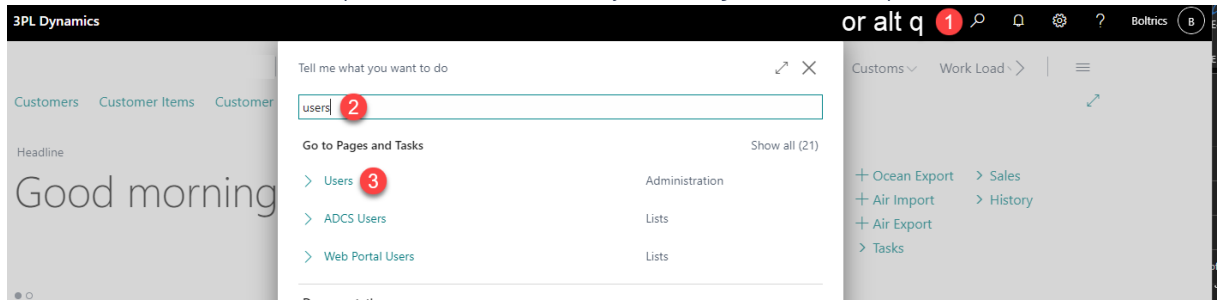 3PL Dynamics
or alt q 1 ? Boltrics B
Tell me what you want to do
Customs Work Load
Customers Customer Items Customer
users 2
Go to Pages and Tasks Show all (21)
Headline
Good morning
Users 3 Administration
ADCS Users Lists
Web Portal Users Lists
+ Ocean Export > Sales
+ Air Import > History
+ Air Export
> Tasks